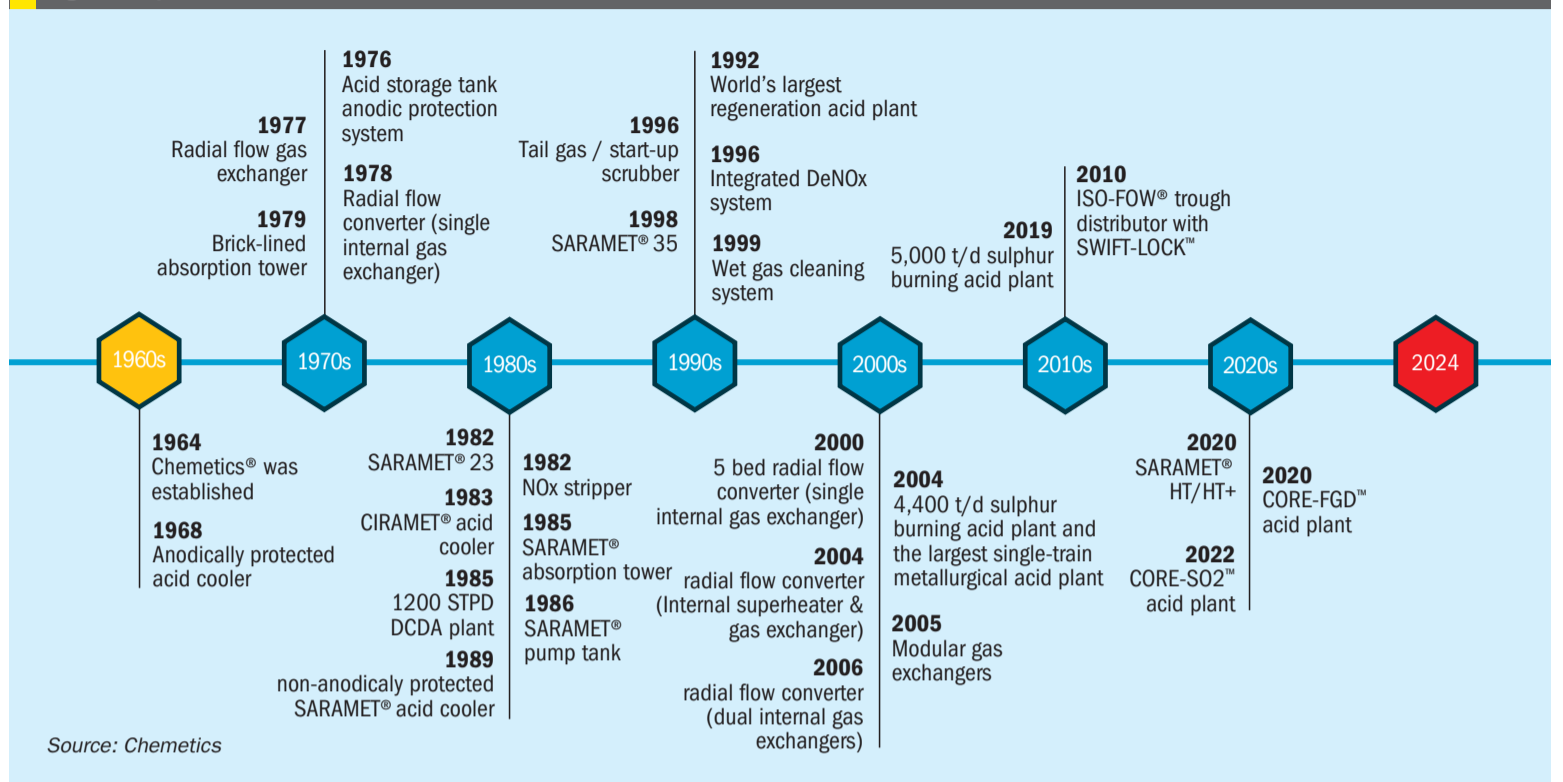 1976
Acid storage tank
anodic protection
system
1977
Radial flow gas
exchanger
1978
Radial flow
converter (single
internal gas
exchanger)
1979
Brick-lined
absorption tower
1992
World's largest
regeneration acid plant
1996
Tail gas / start-up
scrubber
1996
Integrated DeNOx
system
1998
SARAMET® 35
1999
Wet gas cleaning
system
2010
ISO-FOW® trough
distributor with
SWIFT-LOCK™
2019
5,000 t/d sulphur
burning acid plant
1960s
1970s
1980s
1990s
2000s
2010s
2020s
2024
1964
Chemetics® was
established
1968
Anodically protected
acid cooler
1982
SARAMET® 23
1983
CIRAMET® acid
cooler
1985
1200 STPD
DCDA plant
1989
non-anodicaly protected
SARAMET® acid cooler
1982
NOx stripper
1985
SARAMET®
absorption tower
1986
SARAMET®
pump tank
2000
5 bed radial flow
converter (single
internal gas exchanger)
2004
radial flow converter
(Internal superheater &
gas exchanger)
2006
radial flow converter
(dual internal gas
exchangers)
2004
4,400 t/d sulphur
burning acid plant and
the largest single-train
metallurgical acid plant
2005
Modular gas
exchangers
2020
SARAMET®
HT/HT+
2022
CORE-SO2™
acid plant
2020
CORE-FGD™
acid plant
Source: Chemetics